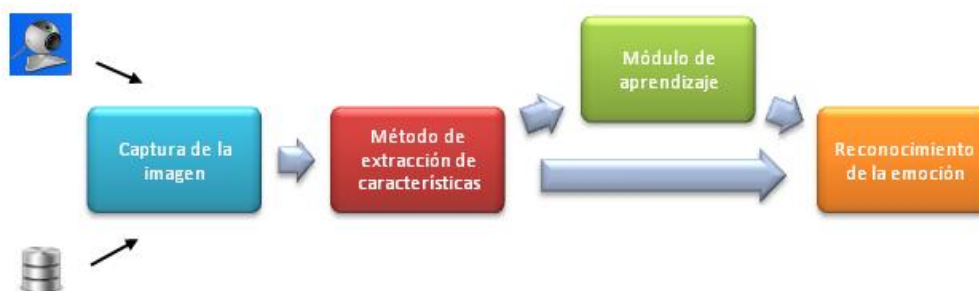 Captura de la
imagen
Método de
extracción de
características
Módulo de
aprendizaje
Reconocimiento
de la emoción